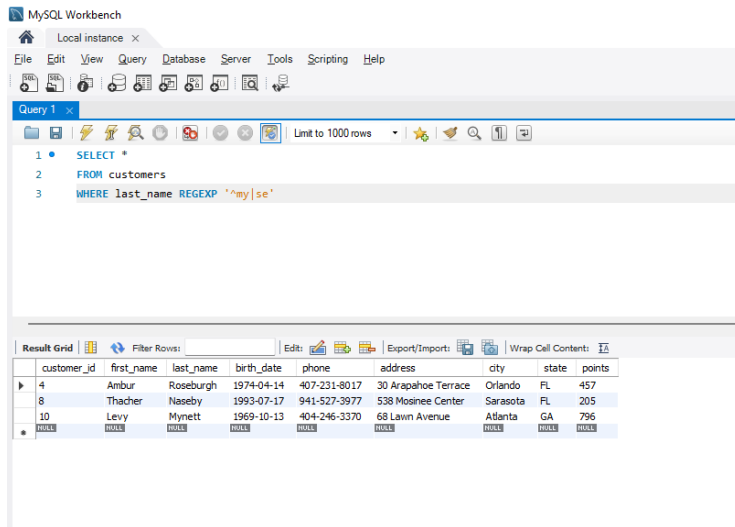 MySQL Workbench
Local instance ×
File Edit View Query Database Server Tools Scripting Help
Query 1 ×
Limit to 1000 rows
1 SELECT *
2 FROM customers
3 WHERE last_name REGEXP '^my|se'
Result Grid Filter Rows: Edit: Export/Import: Wrap Cell Content: IA
customer_id first_name last_name birth_date phone address city state points
4 Ambur Roseburgh 1974-04-14 407-231-8017 30 Arapahoe Terrace Orlando FL 457
8 Thacher Naseby 1993-07-17 941-527-3977 538 Mosinee Center Sarasota FL 205
10 Levy Mynett 1969-10-13 404-246-3370 68 Lawn Avenue Atlanta GA 796
NULL NULL NULL NULL NULL NULL NULL NULL NULL